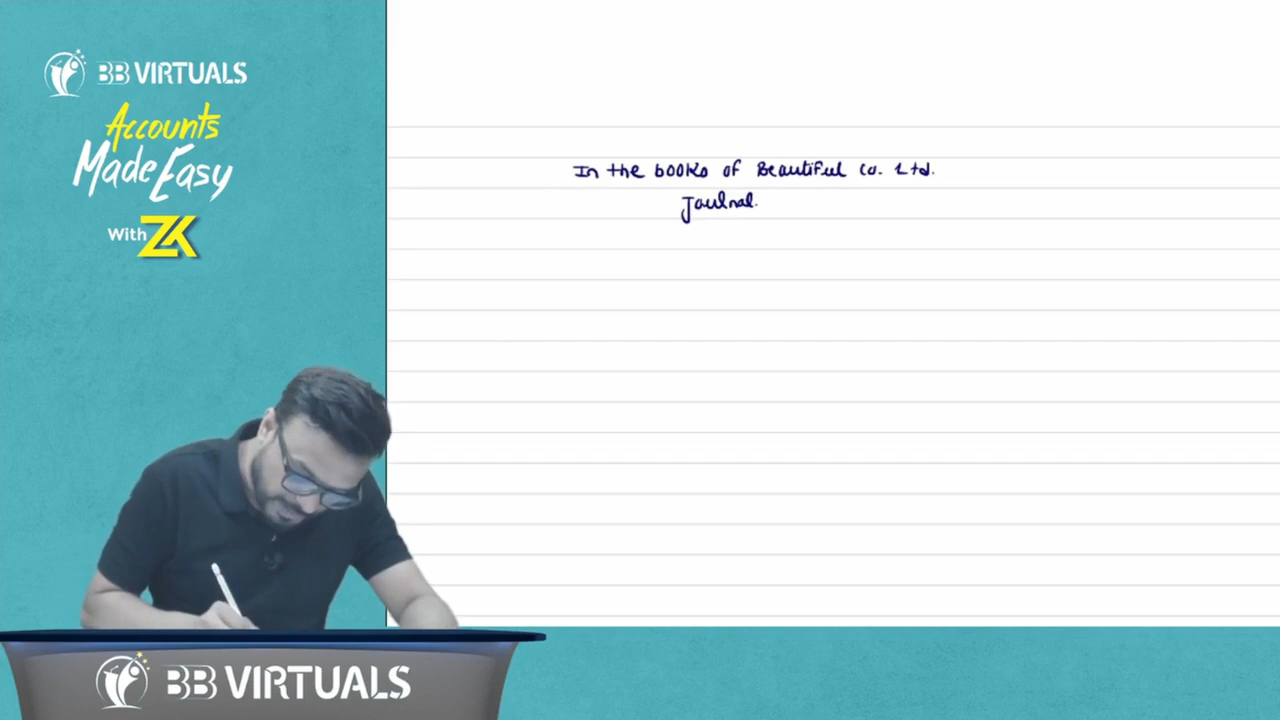 BB VIRTUALS
Accounts
Made Easy
With ZK
In the books of Beautiful Co. Ltd.
Journal.
BB VIRTUALS